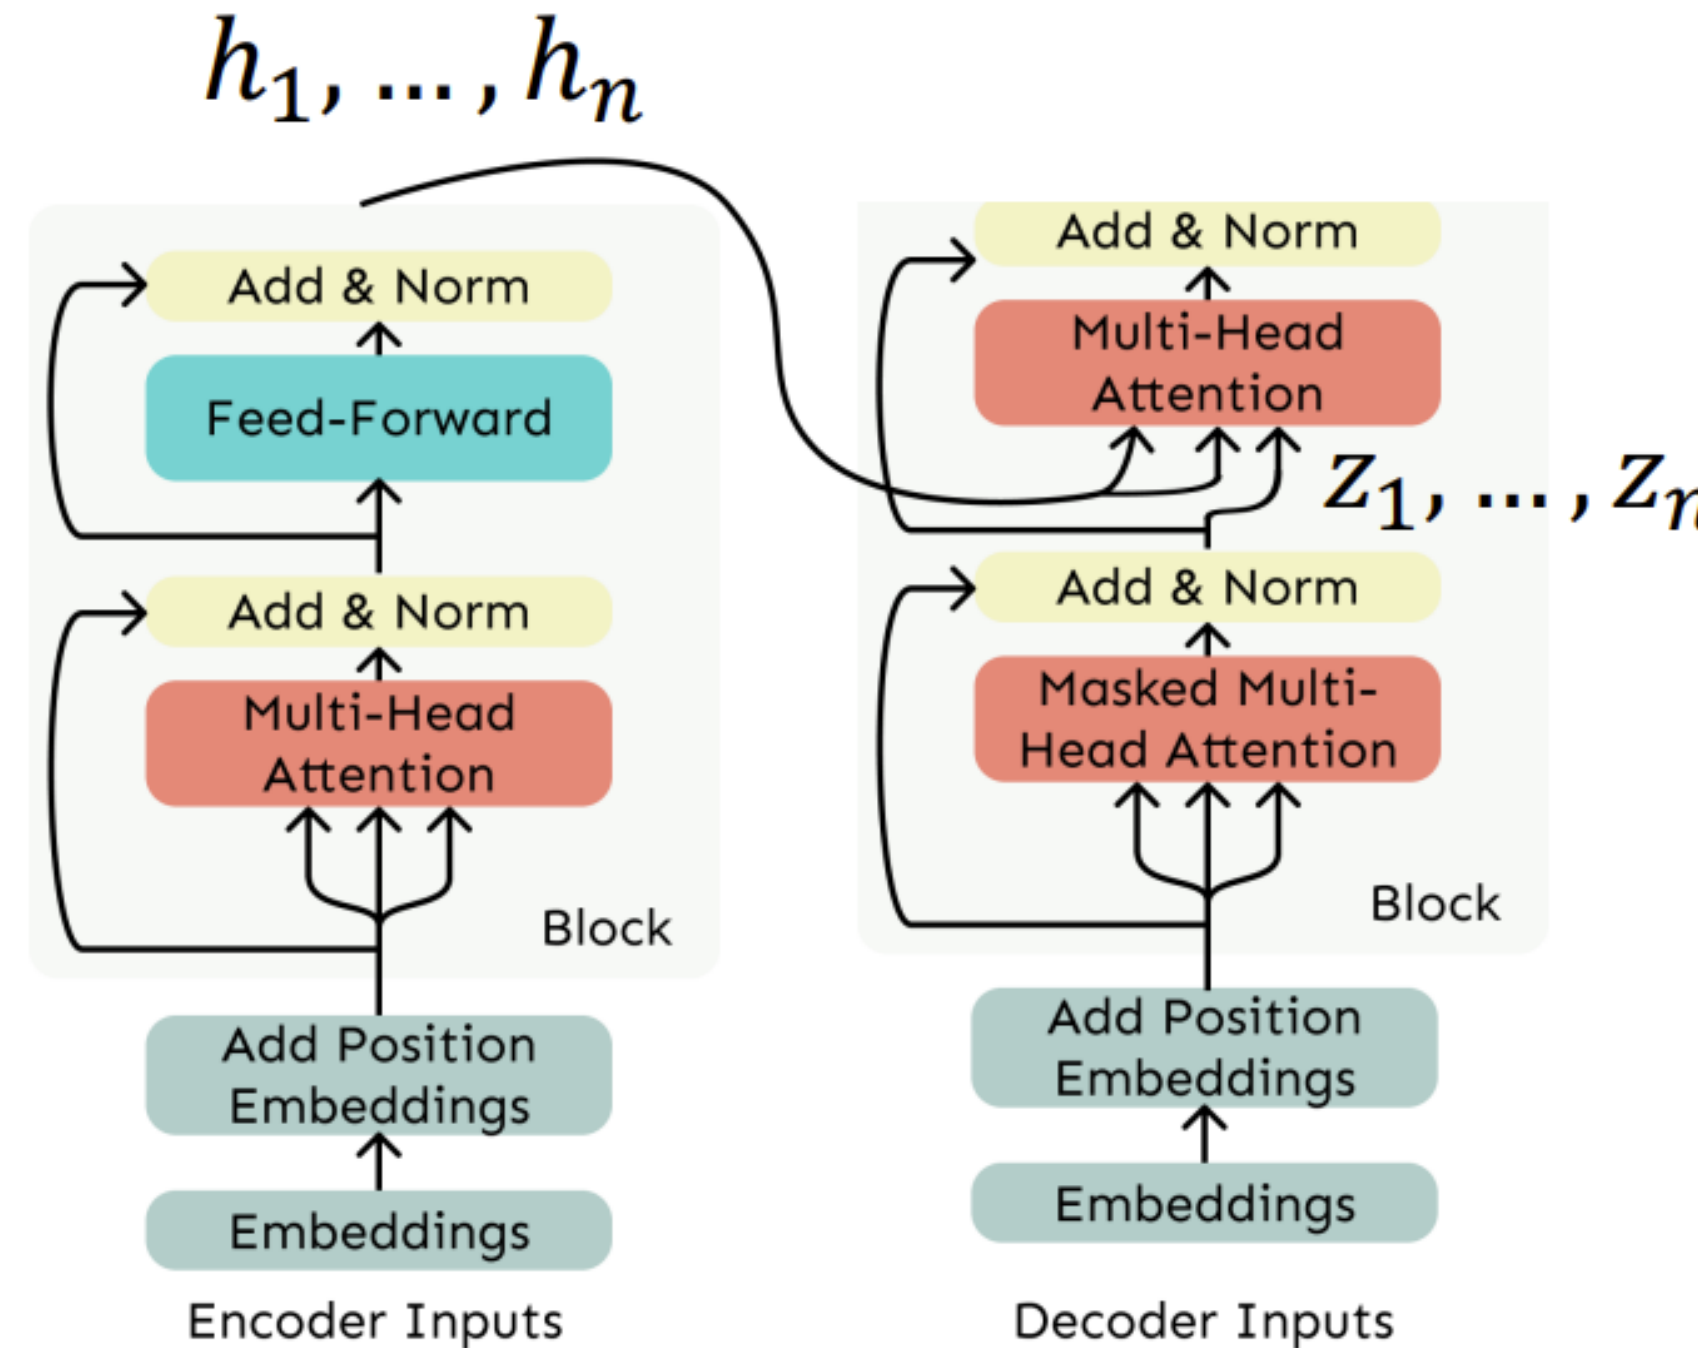 h₁, ... , hₙ
Add & Norm
Feed-Forward
Add & Norm
Multi-Head
Attention
Block
Add Position
Embeddings
Embeddings
Encoder Inputs
Add & Norm
Multi-Head
Attention
z₁, ... , zₙ
Add & Norm
Masked Multi-
Head Attention
Block
Add Position
Embeddings
Embeddings
Decoder Inputs